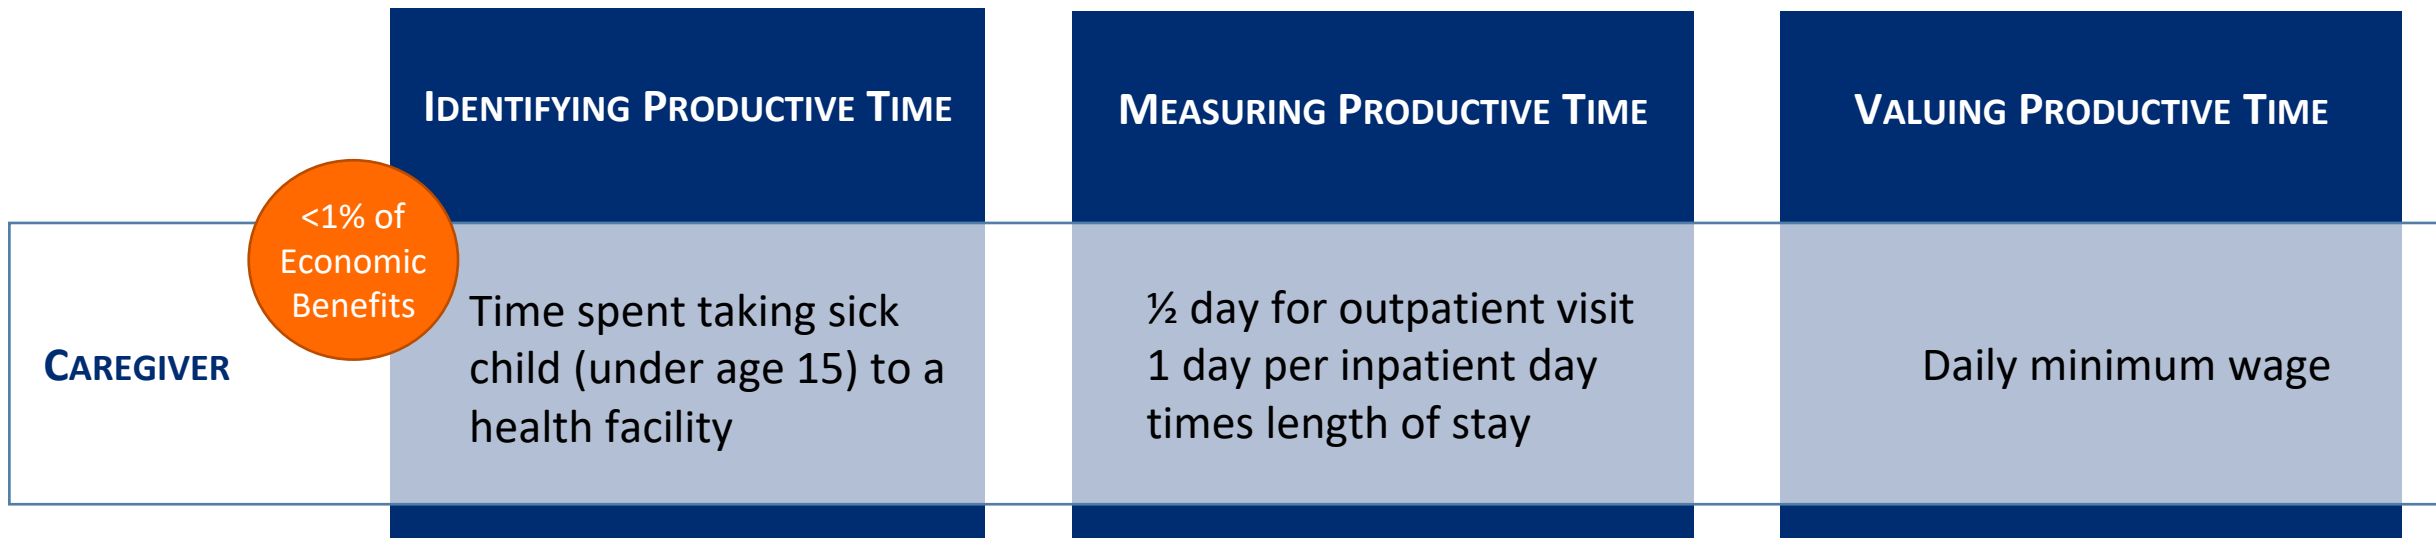 IDENTIFYING PRODUCTIVE TIME
MEASURING PRODUCTIVE TIME
VALUING PRODUCTIVE TIME
<1% of
Economic
Benefits
CAREGIVER
Time spent taking sick
child (under age 15) to a
health facility
½ day for outpatient visit
1 day per inpatient day
times length of stay
Daily minimum wage